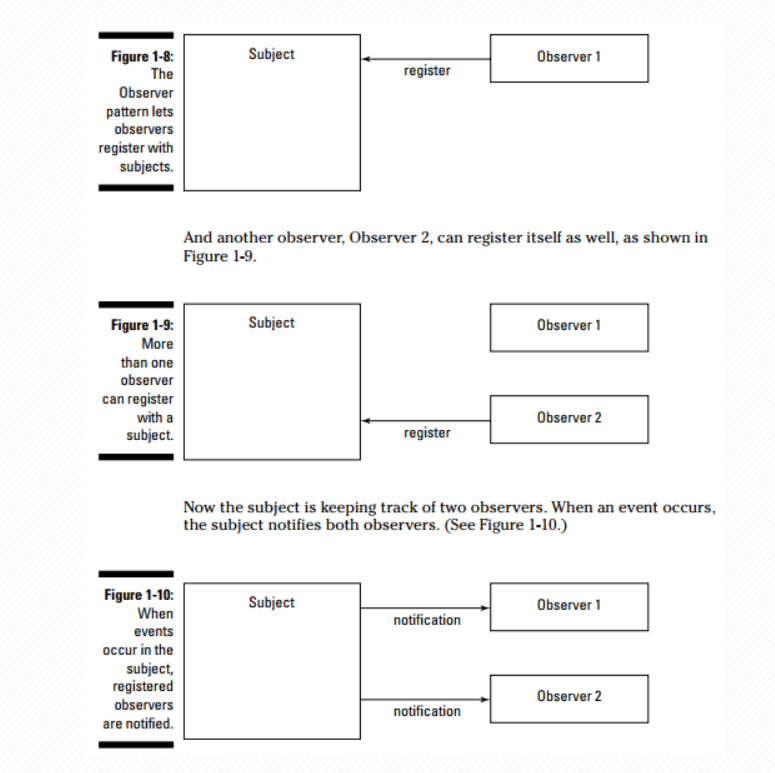 Figure 1-8:
The
Observer
pattern lets
observers
register with
subjects.
Subject
register
Observer 1
And another observer, Observer 2, can register itself as well, as shown in
Figure 1-9.
Figure 1-9:
More
than one
observer
can register
with a
subject.
Subject
Observer 1
register
Observer 2
Now the subject is keeping track of two observers. When an event occurs,
the subject notifies both observers. (See Figure 1-10.)
Figure 1-10:
When
events
occur in the
subject,
registered
observers
are notified.
Subject
notification
Observer 1
notification
Observer 2